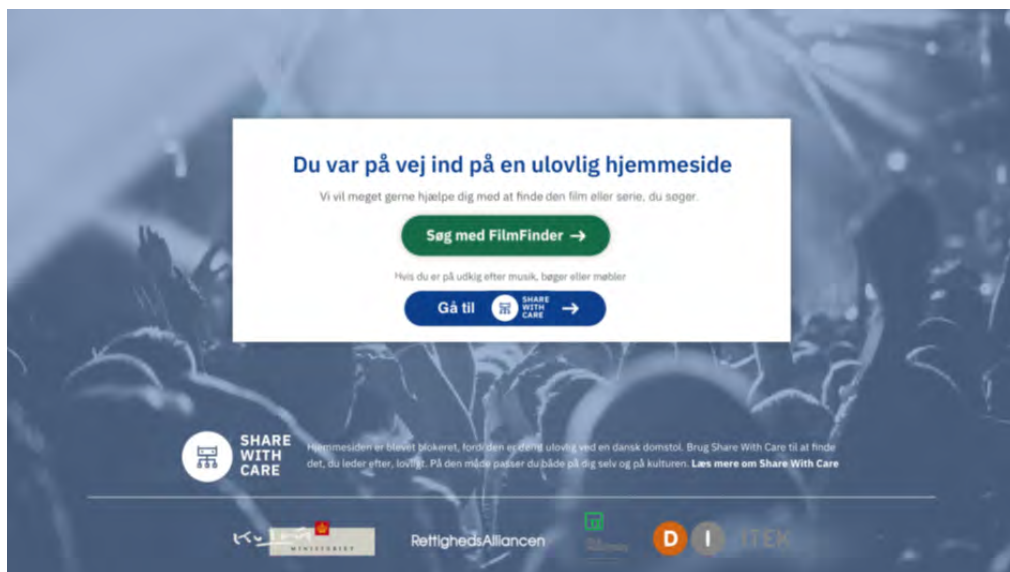 Du var på vej ind på en ulovlig hjemmeside
Vi vil meget gerne hjælpe dig med at finde den film eller serie, du søger.
Søg med FilmFinder →
Hvis du er på udkig efter musik, bøger eller møbler
Gå til SHARE WITH CARE →
SHARE WITH CARE
Hjemmesiden er blevet blokeret, fordi den er dømt ulovlig ved en dansk domstol. Brug Share With Care til at finde
det, du leder efter, lovligt. På den måde passer du både på dig selv og på kulturen. Læs mere om Share With Care
MINISTERIET
RettighedsAlliancen
D I ITEK